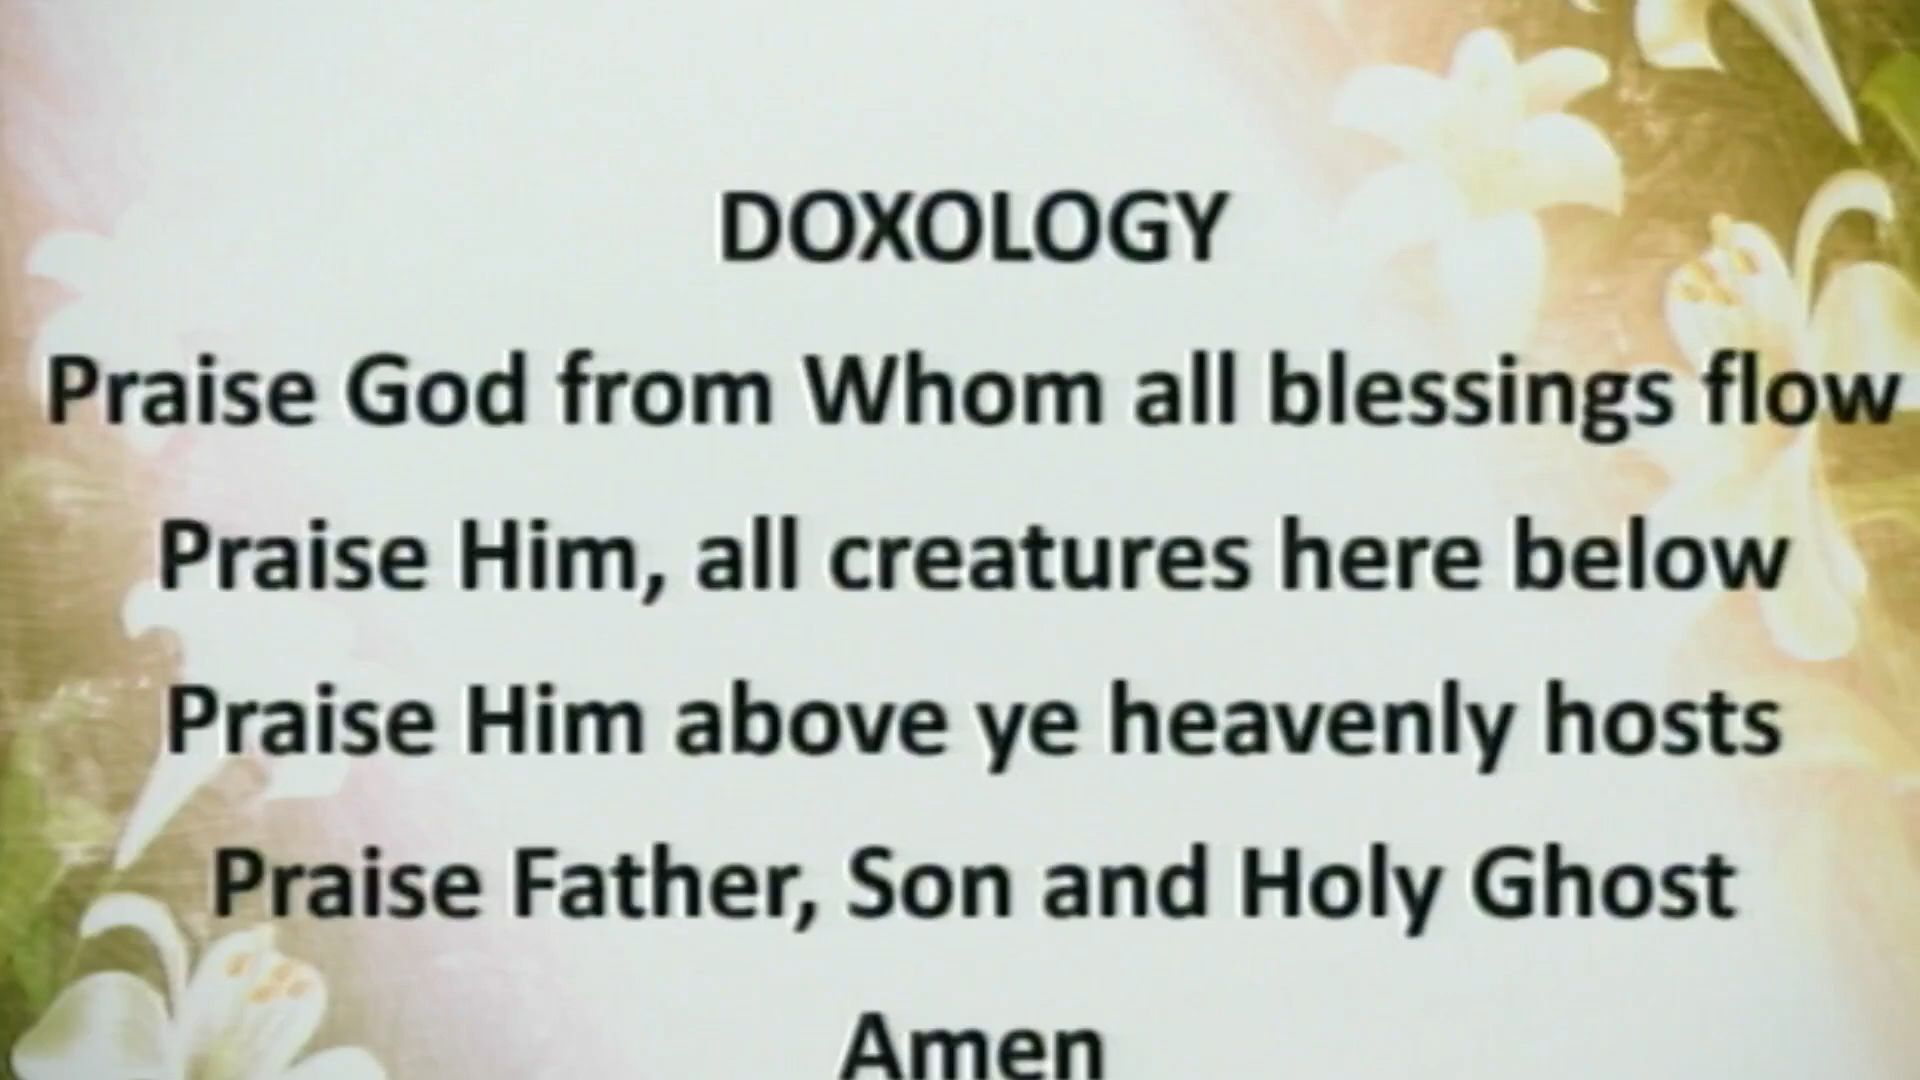 DOXOLOGY
Praise God from Whom all blessings flow
Praise Him, all creatures here below
Praise Him above ye heavenly hosts
Praise Father, Son and Holy Ghost
Amen